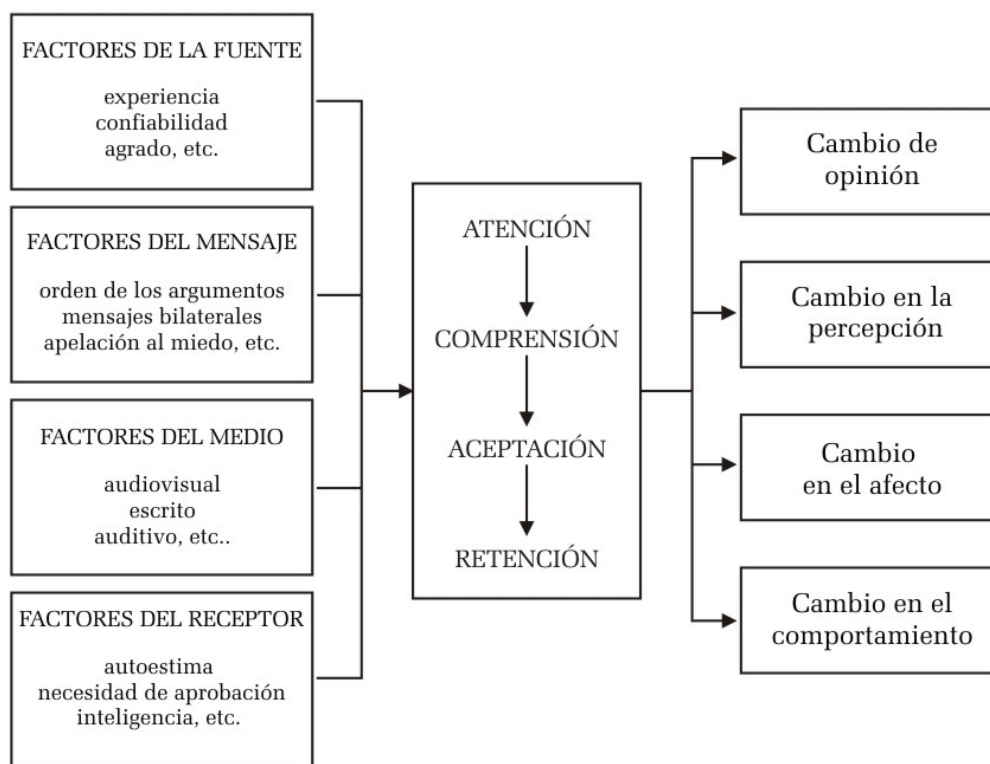 FACTORES DE LA FUENTE
experiencia
confiabilidad
agrado, etc.
FACTORES DEL MENSAJE
orden de los argumentos
mensajes bilaterales
apelación al miedo, etc.
FACTORES DEL MEDIO
audiovisual
escrito
auditivo, etc..
FACTORES DEL RECEPTOR
autoestima
necesidad de aprobación
inteligencia, etc.
ATENCIÓN
COMPRENSIÓN
ACEPTACIÓN
RETENCIÓN
Cambio de
opinión
Cambio en la
percepción
Cambio
en el afecto
Cambio en el
comportamiento